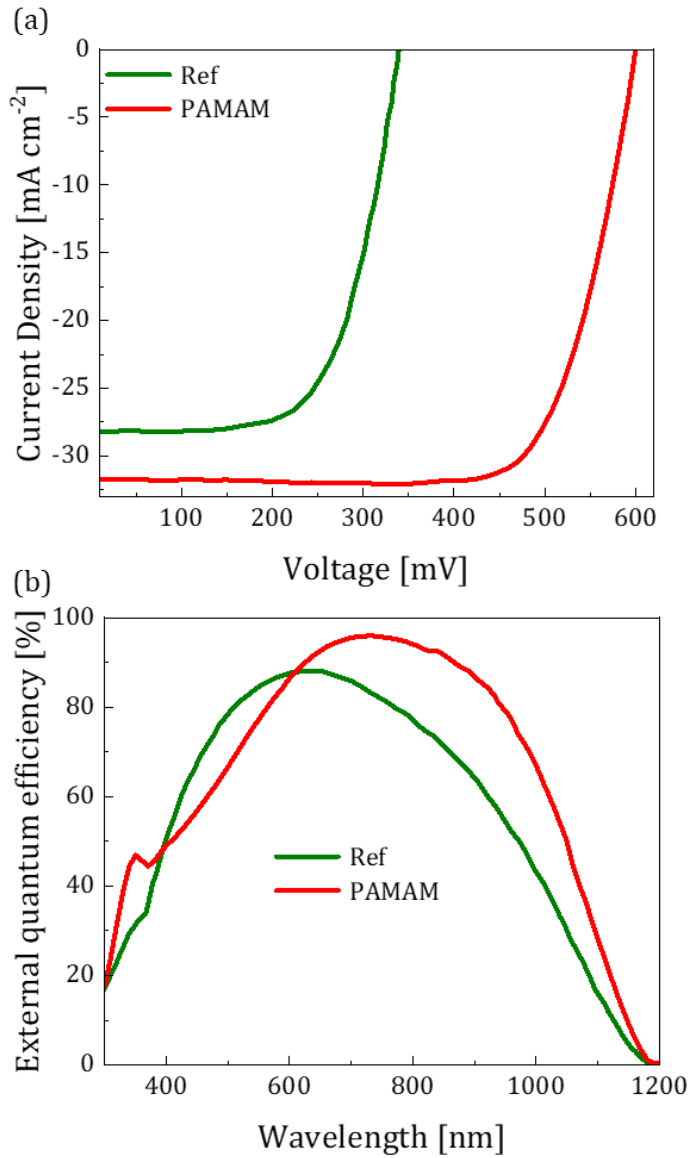 (a)
0
-5
-10
-15
-20
-25
-30
Current Density [mA cm⁻²]
Ref
PAMAM
100 200 300 400 500 600
Voltage [mV]
(b)
100
80
60
40
20
0
External quantum efficiency [%]
Ref
PAMAM
400 600 800 1000 1200
Wavelength [nm]